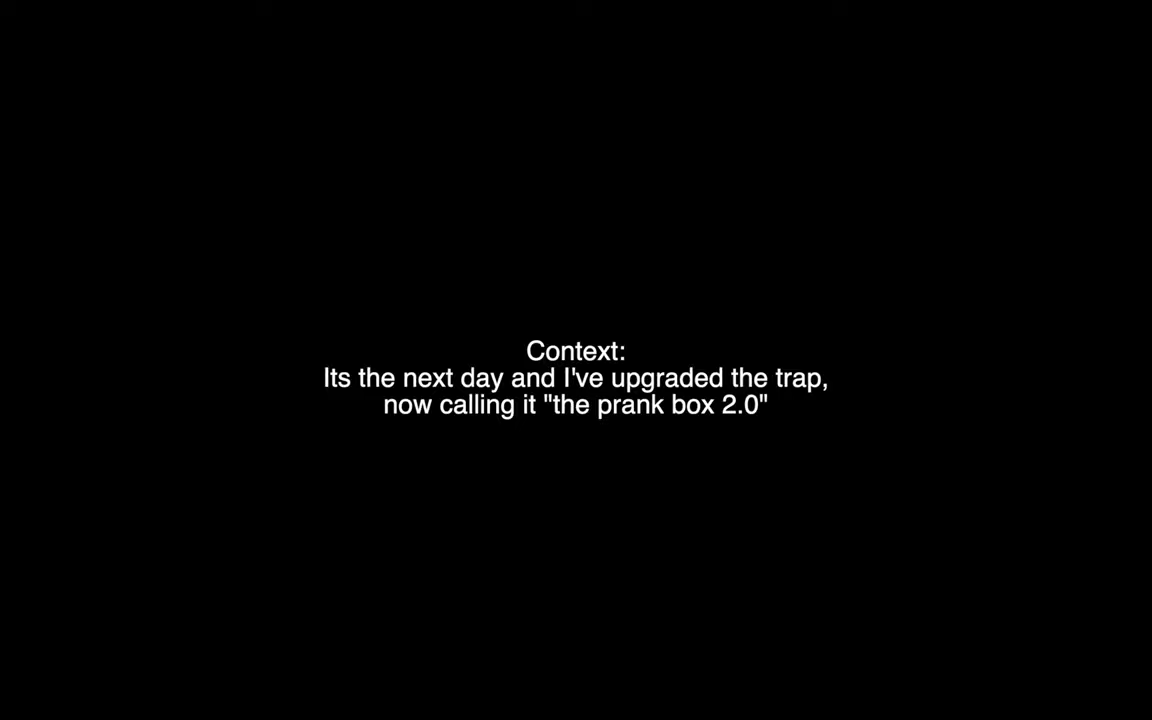 Context:
Its the next day and I've upgraded the trap,
now calling it "the prank box 2.0"